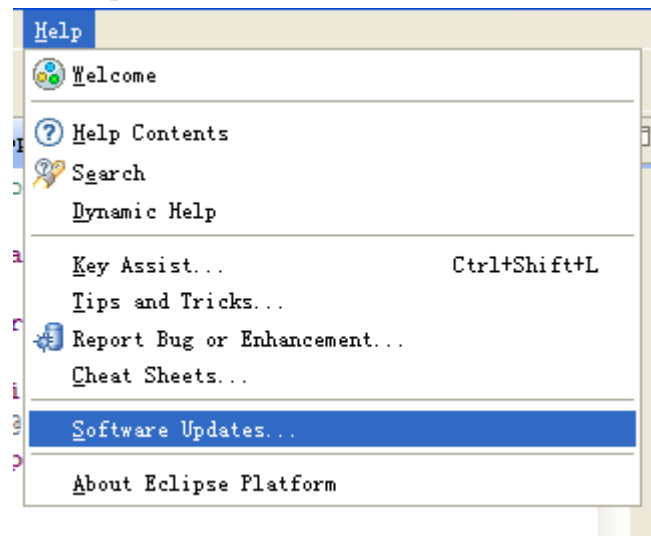 Help
Welcome
Help Contents
Search
Dynamic Help
Key Assist... Ctrl+Shift+L
Tips and Tricks...
Report Bug or Enhancement...
Cheat Sheets...
Software Updates...
About Eclipse Platform